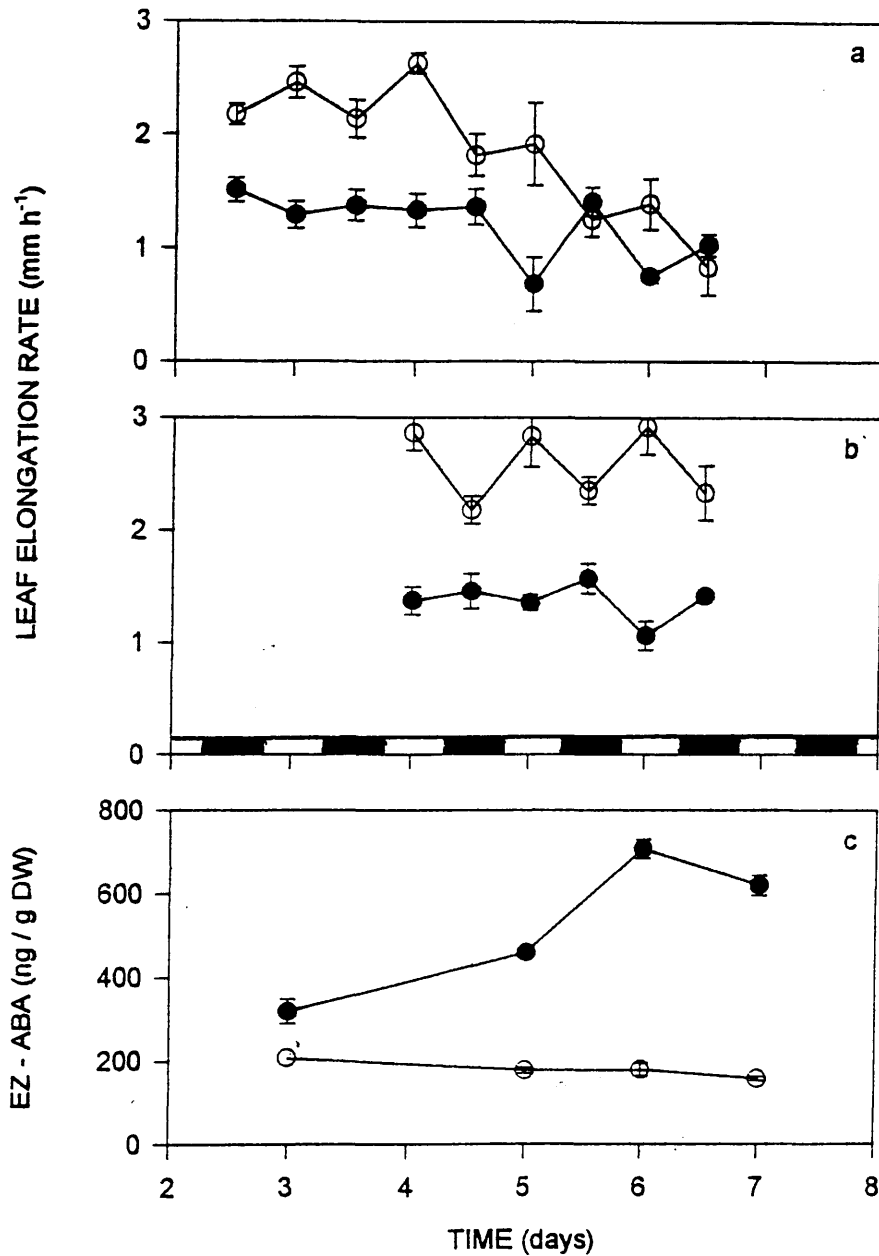 3
2
1
0
a
LEAF ELONGATION RATE (mm h⁻¹)
3
2
1
0
b
800
600
400
200
0
c
EZ - ABA (ng / g DW)
2 3 4 5 6 7 8
TIME (days)